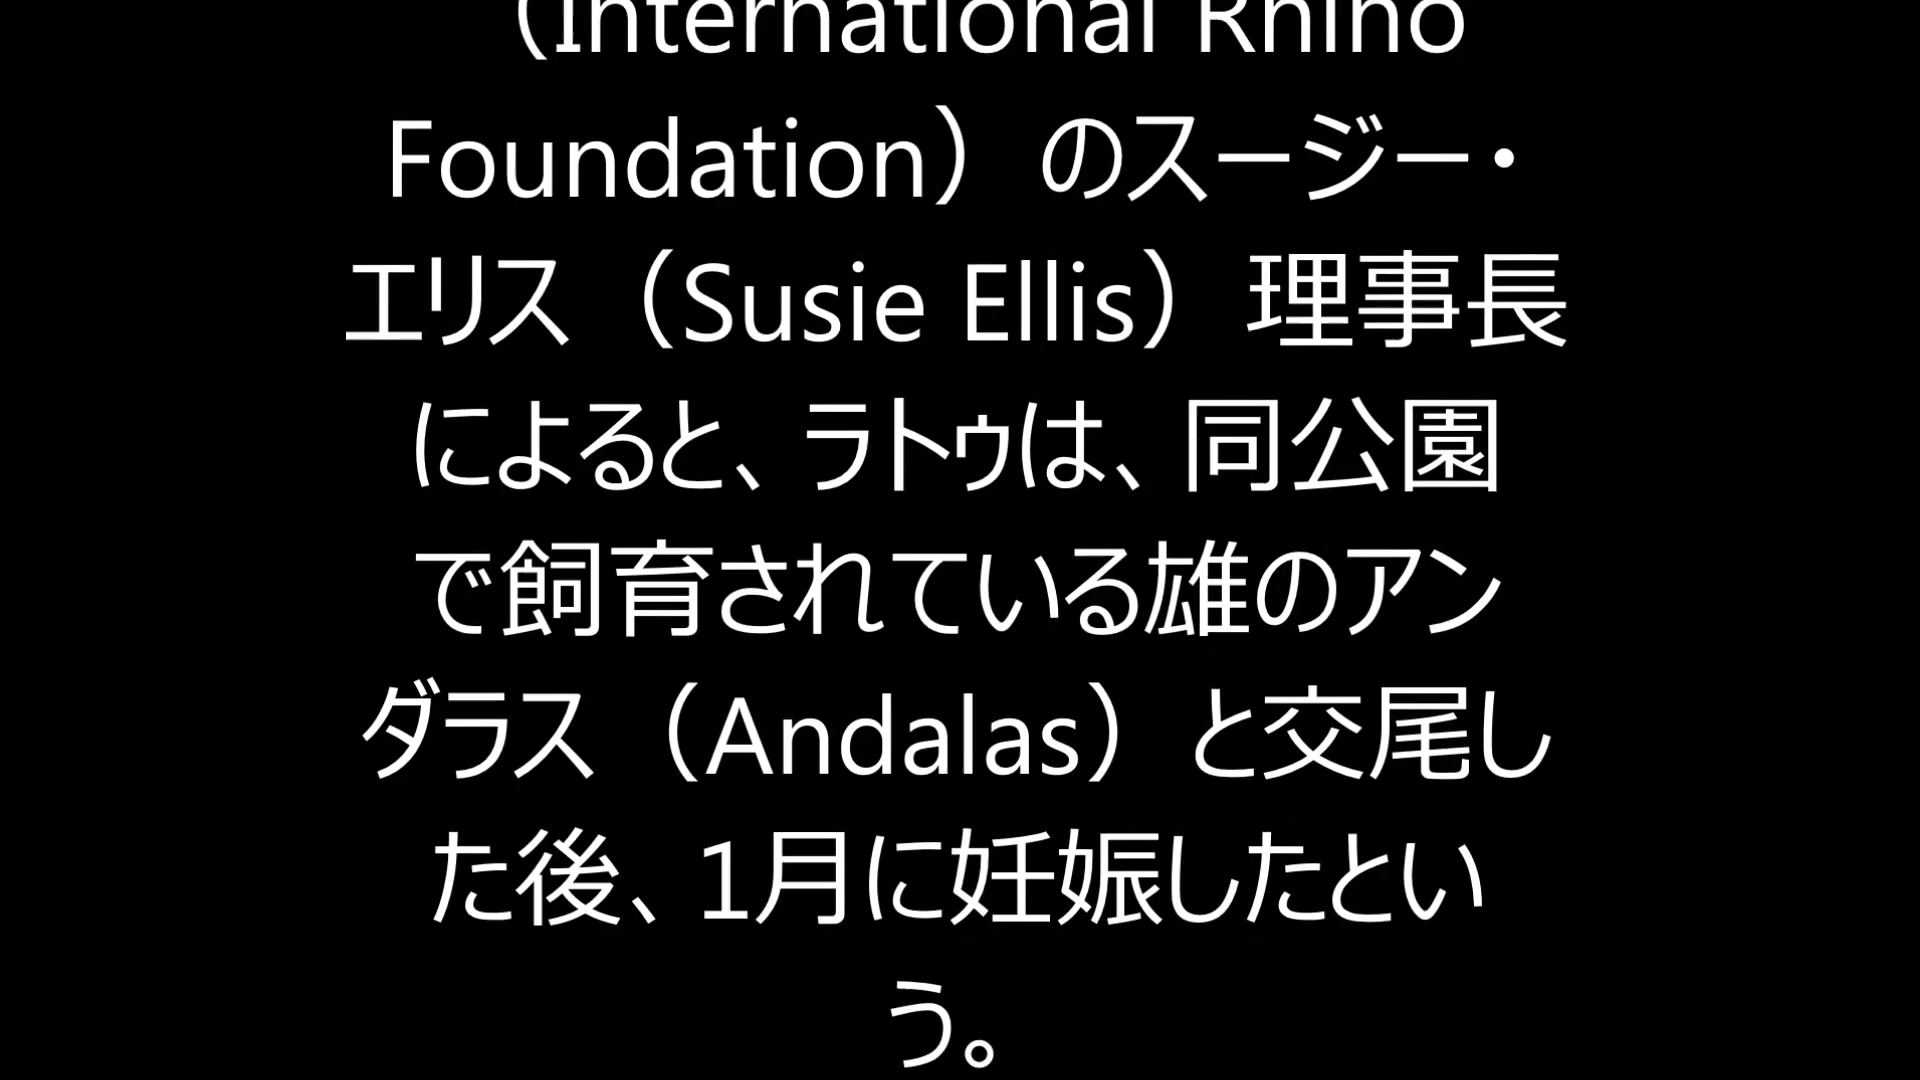 （International Rhino
Foundation）のスージー・
エリス（Susie Ellis）理事長
によると、ラトゥは、同公園
で飼育されている雄のアン
ダラス（Andalas）と交尾し
た後、1月に妊娠したとい
う。